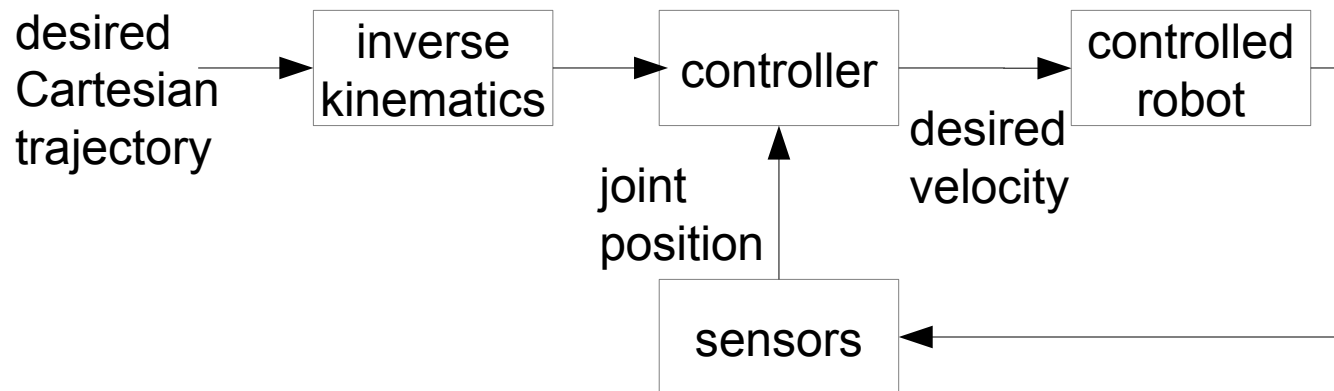 desired
Cartesian
trajectory
inverse
kinematics
controller
desired
velocity
controlled
robot
joint
position
sensors